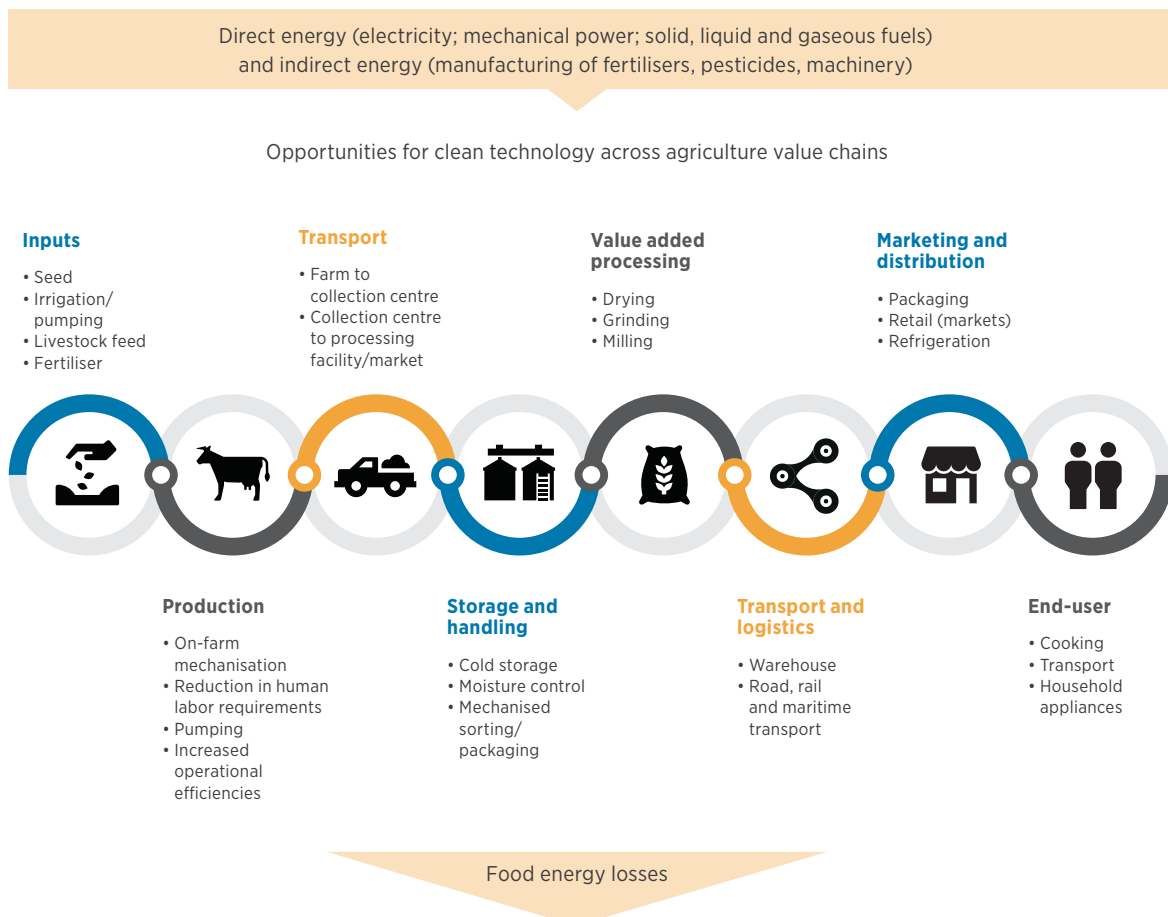 Direct energy (electricity; mechanical power; solid, liquid and gaseous fuels)
and indirect energy (manufacturing of fertilisers, pesticides, machinery)
Opportunities for clean technology across agriculture value chains
Inputs
• Seed
• Irrigation/
pumping
• Livestock feed
• Fertiliser
Transport
• Farm to
collection centre
• Collection centre
to processing
facility/market
Value added
processing
• Drying
• Grinding
• Milling
Marketing and
distribution
• Packaging
• Retail (markets)
• Refrigeration
Production
• On-farm
mechanisation
• Reduction in human
labor requirements
• Pumping
• Increased
operational
efficiencies
Storage and
handling
• Cold storage
• Moisture control
• Mechanised
sorting/
packaging
Transport and
logistics
• Warehouse
• Road, rail
and maritime
transport
End-user
• Cooking
• Transport
• Household
appliances
Food energy losses